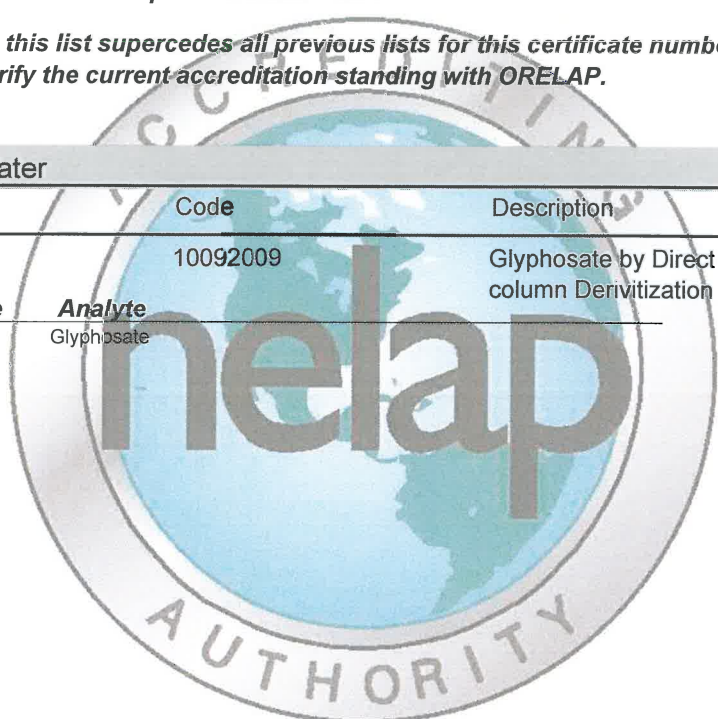 this list supercedes all previous lists for this certificate numbe
rify the current accreditation standing with ORELAP.
ACCREDITING
ater
Code Description
10092009 Glyphosate by Direct
column Derivitization
e Analyte
Glyphosate
nelap
AUTHORITY